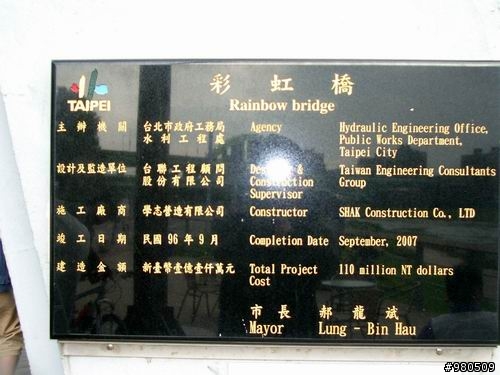 TAIPEI
彩虹橋
Rainbow bridge
主辦機關 台北市政府工務局 Agency Hydraulic Engineering Office,
水利工程處 Public Works Department,
Taipei City
設計及監造單位 台聯工程顧問 Design & Taiwan Engineering Consultants
股份有限公司 Construction Group
Supervisor
施工廠商 學志營造有限公司 Constructor SHAK Construction Co., LTD
竣工日期 民國 96 年 9 月 Completion Date September, 2007
建造金額 新臺幣壹億壹仟萬元 Total Project 110 million NT dollars
Cost
市長 郝龍斌
Mayor Lung - Bin Hau
#980509